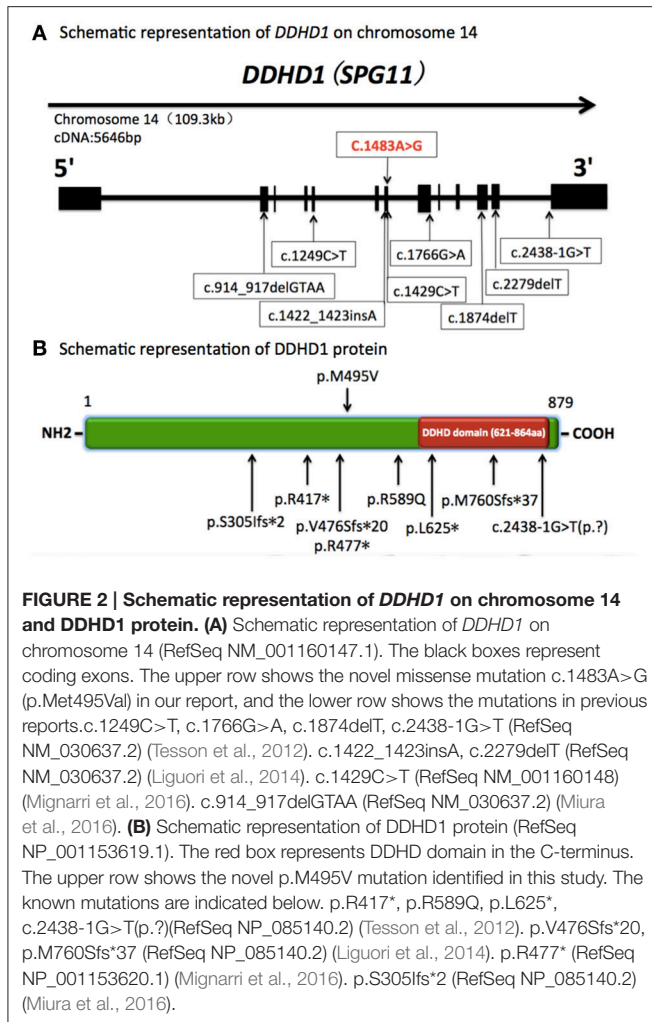 A Schematic representation of DDHD1 on chromosome 14
DDHD1 (SPG11)
Chromosome 14（109.3kb）
cDNA:5646bp
C.1483A>G
5'
3'
c.1249C>T
c.1766G>A
c.2438-1G>T
c.914_917delGTAA
c.1429C>T
c.2279delT
c.1422_1423insA
c.1874delT
B Schematic representation of DDHD1 protein
p.M495V
1
879
NH2
DDHD domain (621-864aa)
COOH
p.R417*
p.R589Q
p.M760Sfs*37
p.S305Ifs*2
p.V476Sfs*20
p.L625*
c.2438-1G>T(p.?)
p.R477*
FIGURE 2 | Schematic representation of DDHD1 on chromosome 14
and DDHD1 protein. (A) Schematic representation of DDHD1 on
chromosome 14 (RefSeq NM_001160147.1). The black boxes represent
coding exons. The upper row shows the novel missense mutation c.1483A>G
(p.Met495Val) in our report, and the lower row shows the mutations in previous
reports.c.1249C>T, c.1766G>A, c.1874delT, c.2438-1G>T (RefSeq
NM_030637.2) (Tesson et al., 2012). c.1422_1423insA, c.2279delT (RefSeq
NM_030637.2) (Liguori et al., 2014). c.1429C>T (RefSeq NM_001160148)
(Mignarri et al., 2016). c.914_917delGTAA (RefSeq NM_030637.2) (Miura
et al., 2016). (B) Schematic representation of DDHD1 protein (RefSeq
NP_001153619.1). The red box represents DDHD domain in the C-terminus.
The upper row shows the novel p.M495V mutation identified in this study. The
known mutations are indicated below. p.R417*, p.R589Q, p.L625*,
c.2438-1G>T(p.?)(RefSeq NP_085140.2) (Tesson et al., 2012). p.V476Sfs*20,
p.M760Sfs*37 (RefSeq NP_085140.2) (Liguori et al., 2014). p.R477* (RefSeq
NP_001153620.1) (Mignarri et al., 2016). p.S305Ifs*2 (RefSeq NP_085140.2)
(Miura et al., 2016).